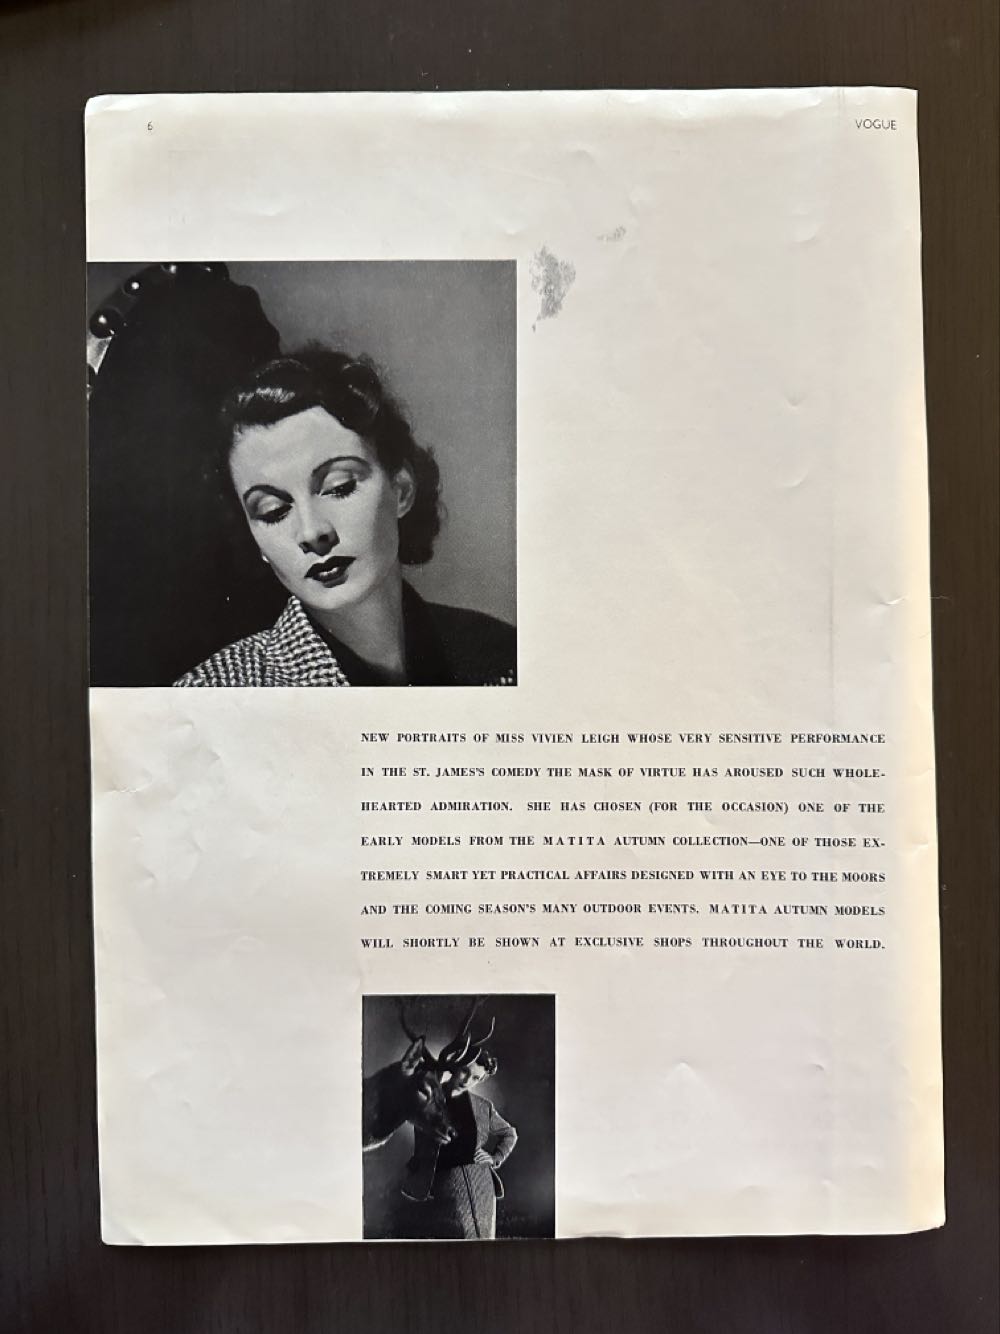 6
VOGUE
NEW PORTRAITS OF MISS VIVIEN LEIGH WHOSE VERY SENSITIVE PERFORMANCE
IN THE ST. JAMES'S COMEDY THE MASK OF VIRTUE HAS AROUSED SUCH WHOLE-
HEARTED ADMIRATION. SHE HAS CHOSEN (FOR THE OCCASION) ONE OF THE
EARLY MODELS FROM THE MATITA AUTUMN COLLECTION—ONE OF THOSE EX-
TREMELY SMART YET PRACTICAL AFFAIRS DESIGNED WITH AN EYE TO THE MOORS
AND THE COMING SEASON'S MANY OUTDOOR EVENTS. MATITA AUTUMN MODELS
WILL SHORTLY BE SHOWN AT EXCLUSIVE SHOPS THROUGHOUT THE WORLD.